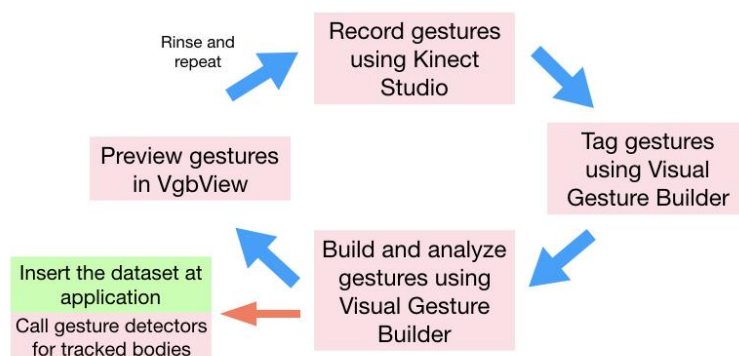 Rinse and
repeat
Record gestures
using Kinect
Studio
Tag gestures
using Visual
Gesture Builder
Build and analyze
gestures using
Visual Gesture
Builder
Preview gestures
in VgbView
Insert the dataset at
application
Call gesture detectors
for tracked bodies